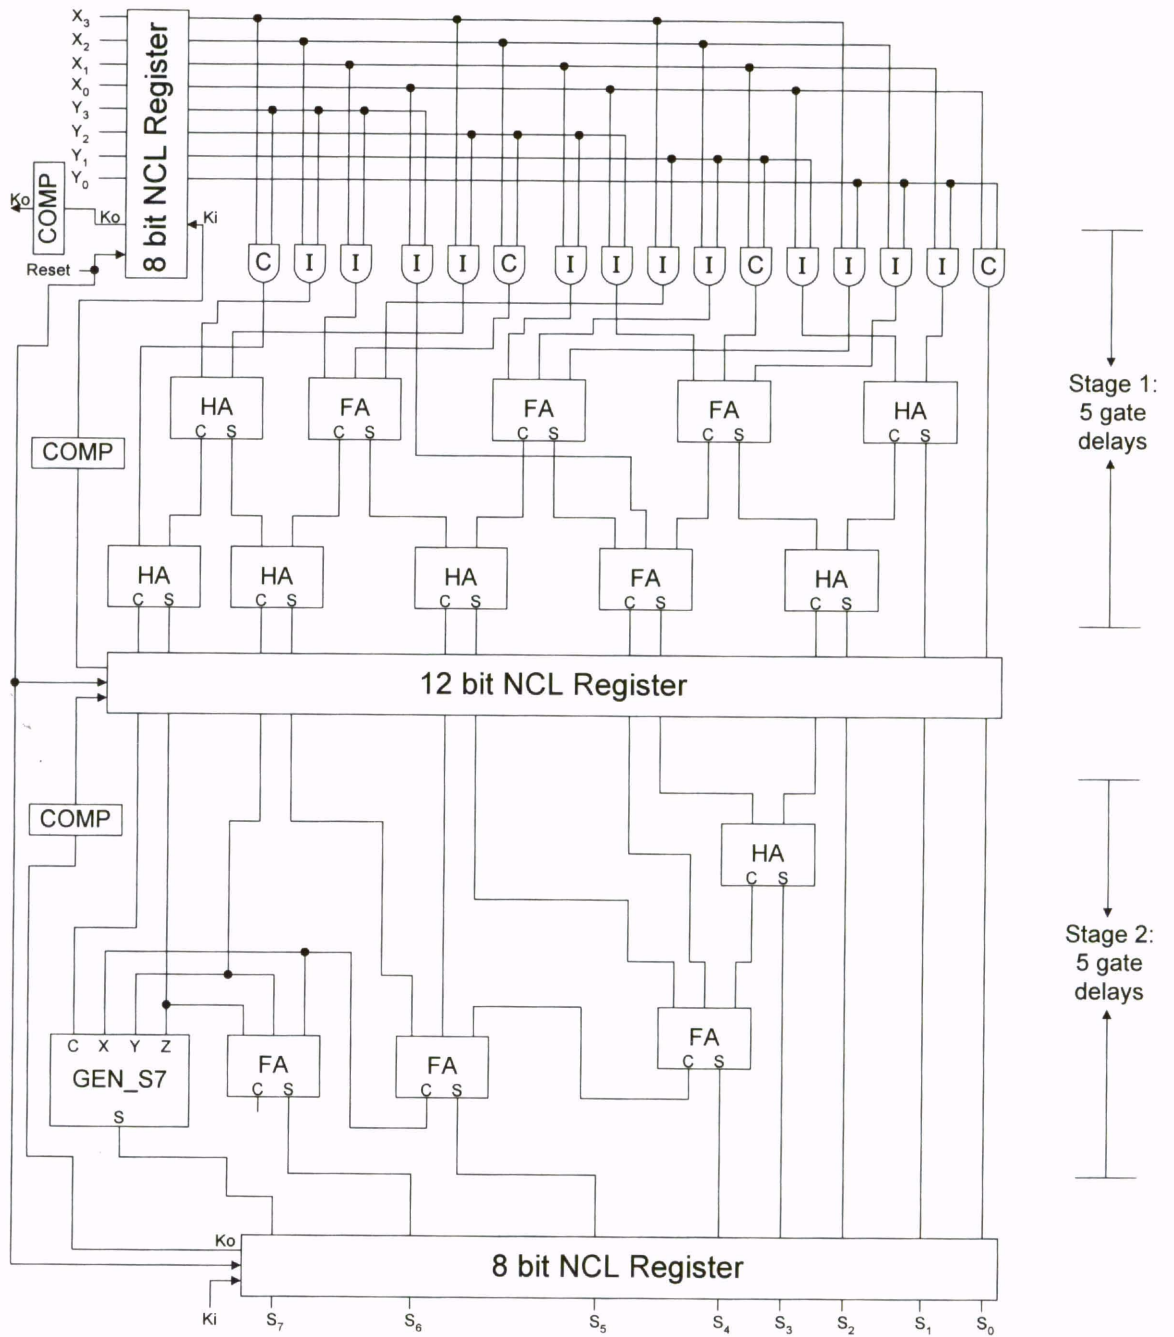 X3
X2
X1
X0
Y3
Y2
Y1
Y0
8 bit NCL Register
Ko
COMP
Ko
Ki
Reset
C I I I I C I I I I C I I I I C
HA FA FA FA HA
C S C S C S C S C S
Stage 1:
5 gate
delays
COMP
HA HA HA FA HA
C S C S C S C S C S
12 bit NCL Register
COMP
HA
C S
Stage 2:
5 gate
delays
C X Y Z
GEN_S7
S
FA
C S
FA
C S
FA
C S
Ko
8 bit NCL Register
Ki
S7 S6 S5 S4 S3 S2 S1 S0